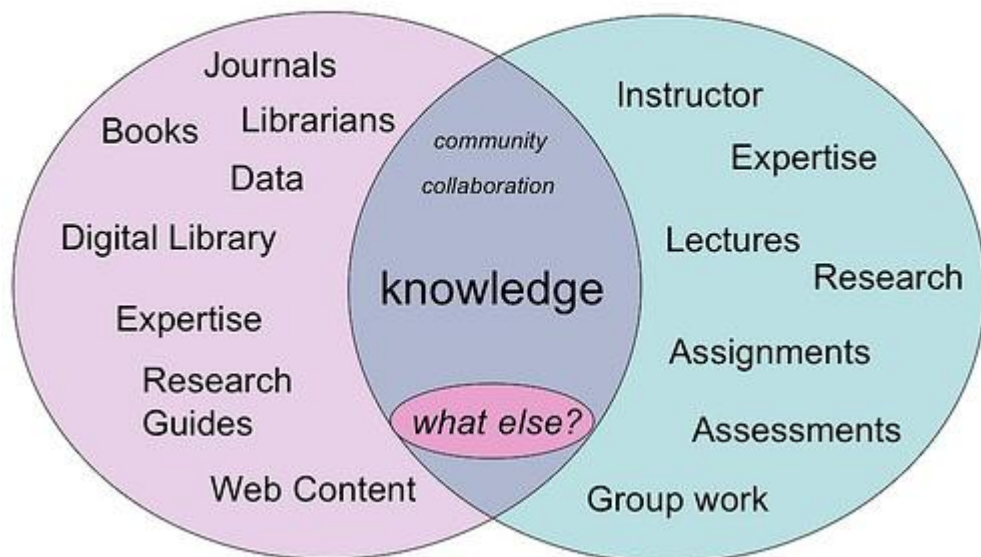 Journals
Books
Librarians
Data
Digital Library
Expertise
Research
Guides
Web Content
community
collaboration
knowledge
what else?
Instructor
Expertise
Lectures
Research
Assignments
Assessments
Group work